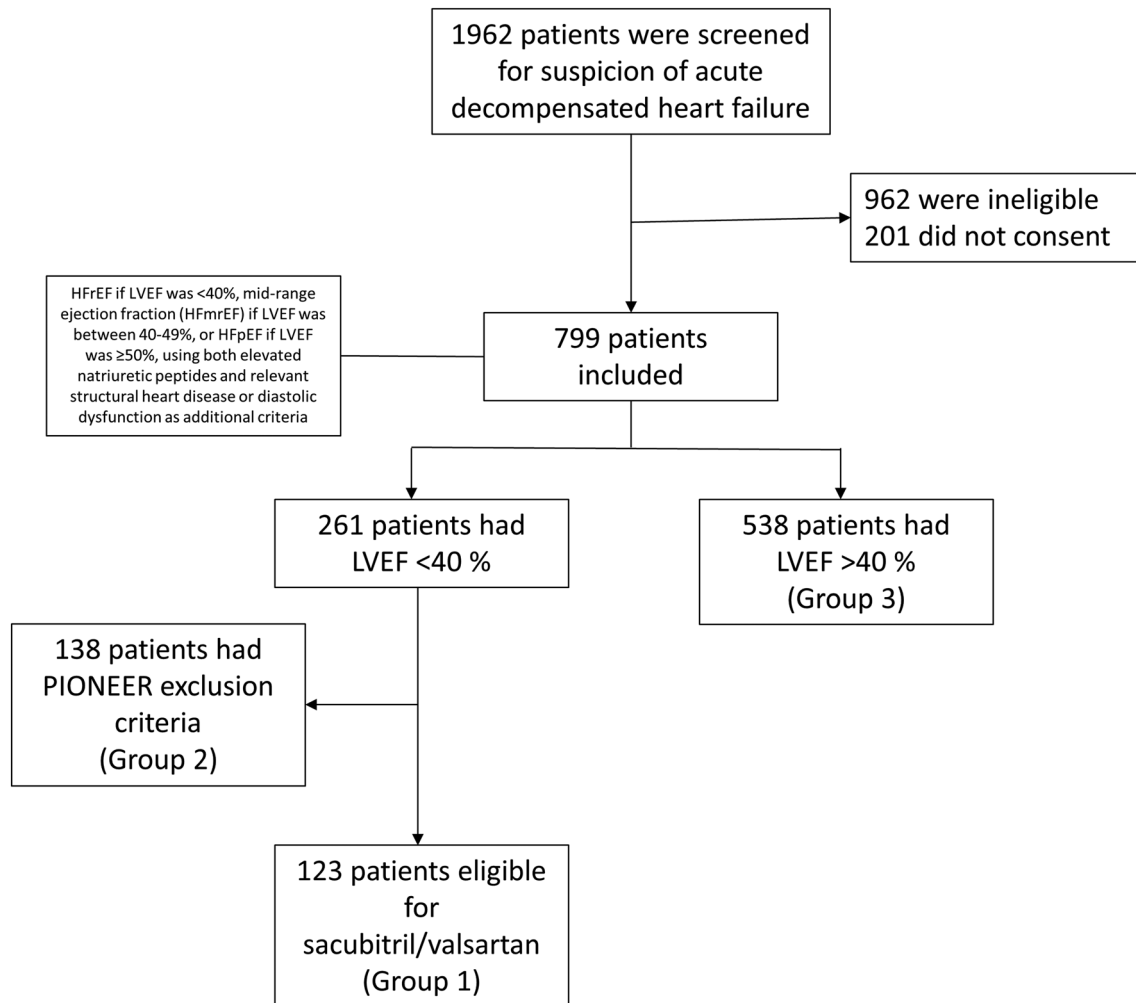 1962 patients were screened
for suspicion of acute
decompensated heart failure
962 were ineligible
201 did not consent
HFrEF if LVEF was <40%, mid-range
ejection fraction (HFmrEF) if LVEF was
between 40-49%, or HFpEF if LVEF
was ≥50%, using both elevated
natriuretic peptides and relevant
structural heart disease or diastolic
dysfunction as additional criteria
799 patients
included
261 patients had
LVEF <40 %
538 patients had
LVEF >40 %
(Group 3)
138 patients had
PIONEER exclusion
criteria
(Group 2)
123 patients eligible
for
sacubitril/valsartan
(Group 1)